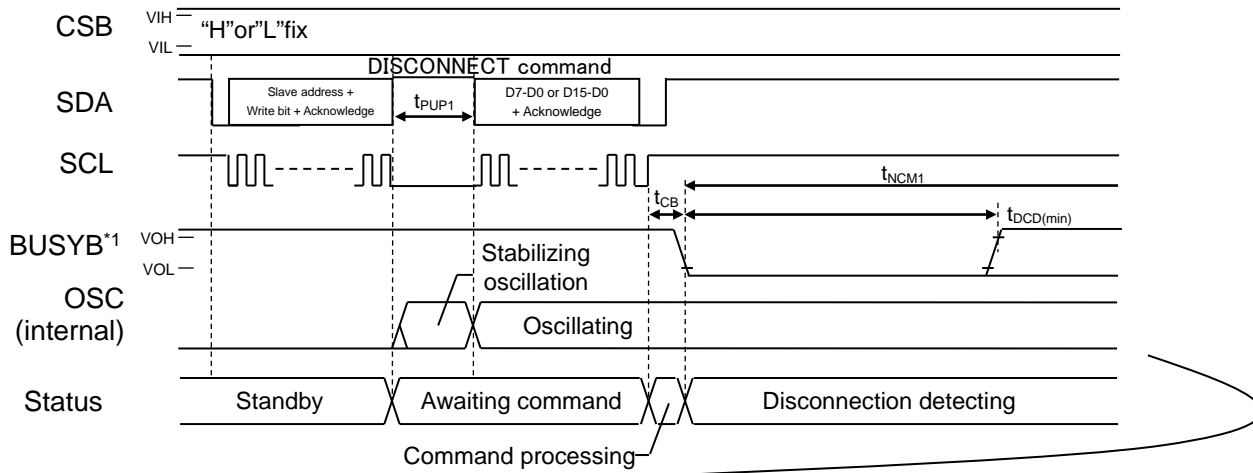 CSB
VIH
VIL
"H"or"L"fix
DISCONNECT command
SDA
Slave address +
Write bit + Acknowledge
tPUP1
D7-D0 or D15-D0
+ Acknowledge
SCL
tNCM1
tCB
tDCD(min)
BUSYB*1
VOH
VOL
Stabilizing
oscillation
OSC
(internal)
Oscillating
Status
Standby
Awaiting command
Disconnection detecting
Command processing